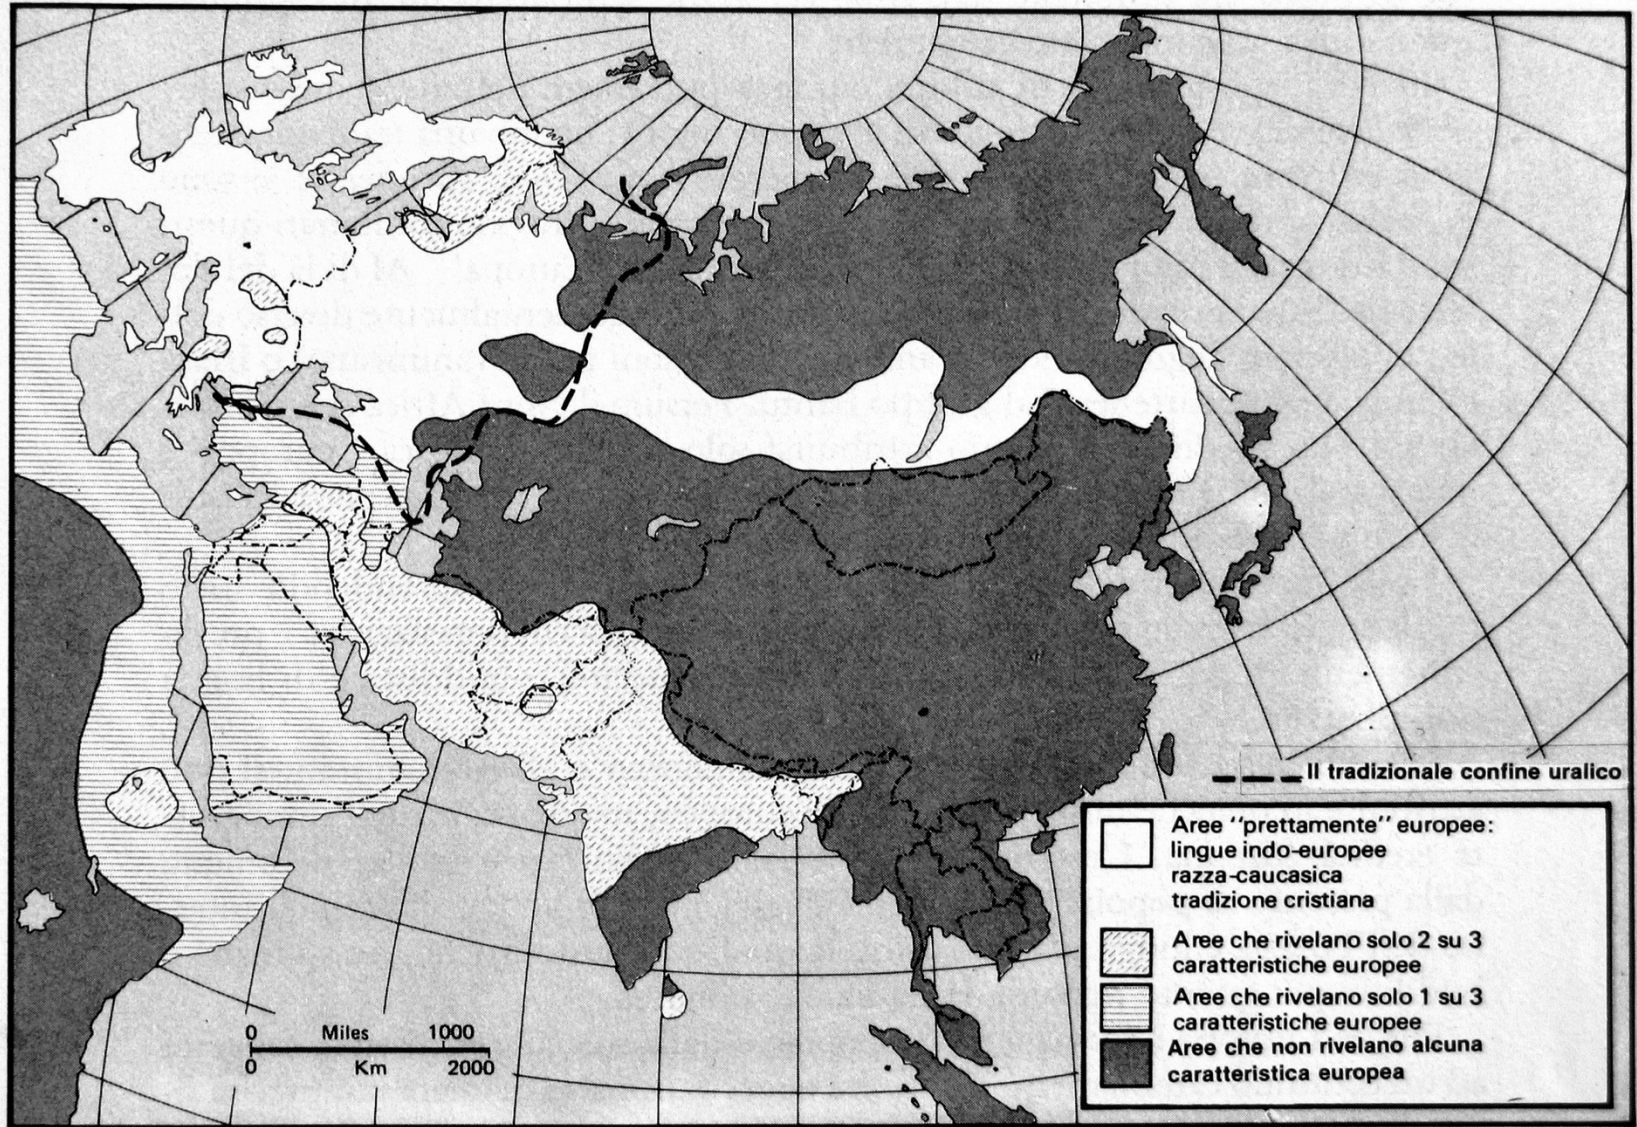 Il tradizionale confine uralico
Aree "prettamente" europee:
lingue indo-europee
razza-caucasica
tradizione cristiana
Aree che rivelano solo 2 su 3
caratteristiche europee
Aree che rivelano solo 1 su 3
caratteristiche europee
Aree che non rivelano alcuna
caratteristica europea
0 Miles 1000
0 Km 2000